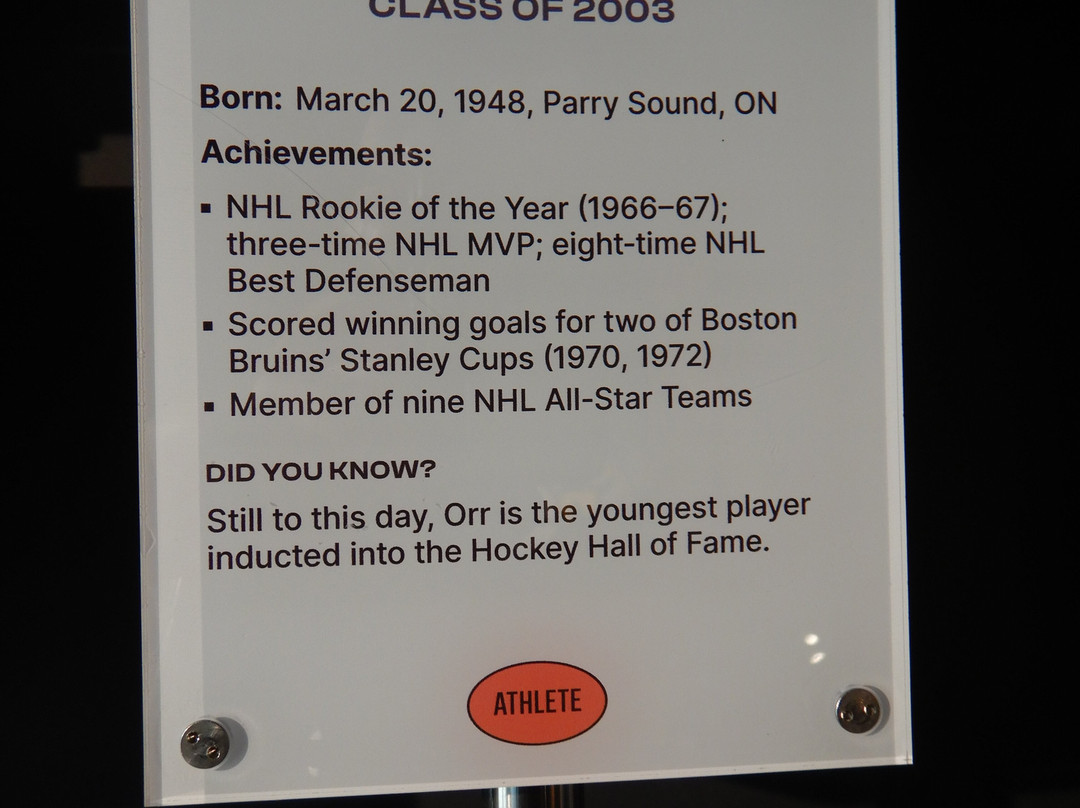 CLASS OF 2003
Born: March 20, 1948, Parry Sound, ON
Achievements:
▪ NHL Rookie of the Year (1966–67);
three-time NHL MVP; eight-time NHL
Best Defenseman
▪ Scored winning goals for two of Boston
Bruins’ Stanley Cups (1970, 1972)
▪ Member of nine NHL All-Star Teams
DID YOU KNOW?
Still to this day, Orr is the youngest player
inducted into the Hockey Hall of Fame.
ATHLETE